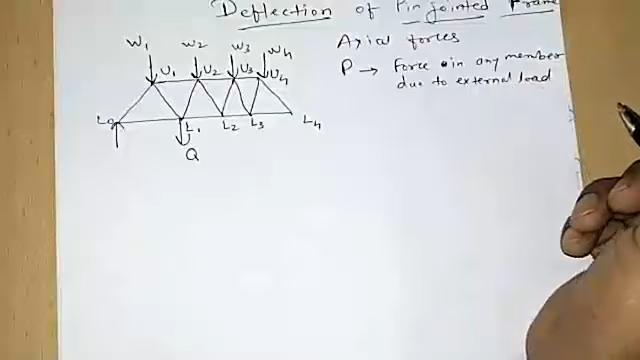 Deflection of Pin jointed Frame
Axial forces
P → Force in any member
due to external load
W1 W2 W3 W4
U1 U2 U3 U4
L0 L1 L2 L3 L4
Q